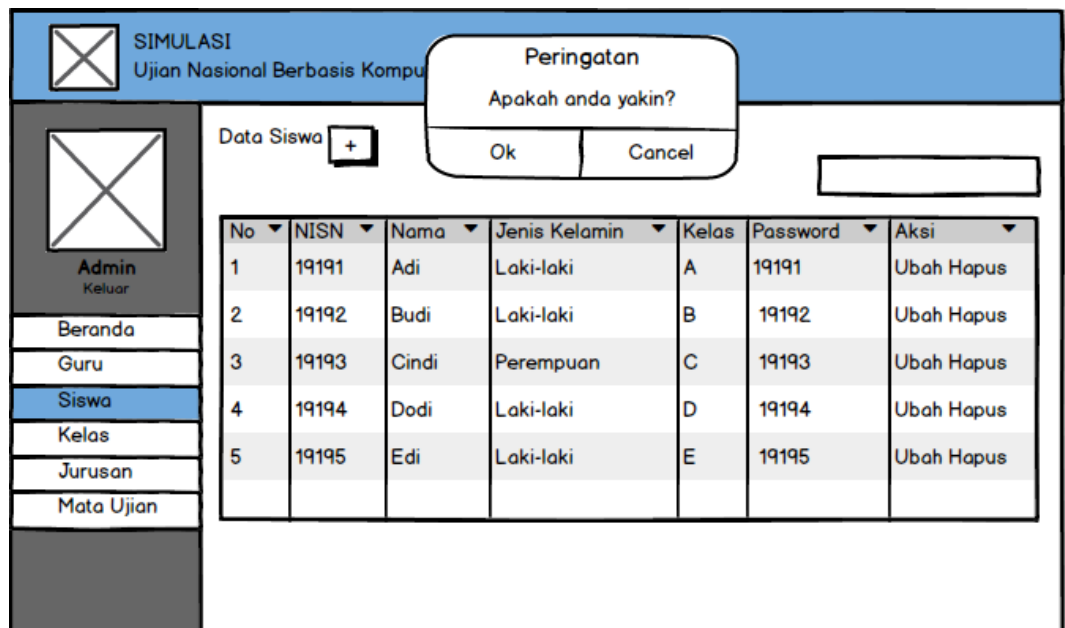 SIMULASI
Ujian Nasional Berbasis Kompu
Peringatan
Apakah anda yakin?
Ok Cancel
Admin
Keluar
Beranda
Guru
Siswa
Kelas
Jurusan
Mata Ujian
Data Siswa +
No NISN Nama Jenis Kelamin Kelas Password Aksi
1 19191 Adi Laki-laki A 19191 Ubah Hapus
2 19192 Budi Laki-laki B 19192 Ubah Hapus
3 19193 Cindi Perempuan C 19193 Ubah Hapus
4 19194 Dodi Laki-laki D 19194 Ubah Hapus
5 19195 Edi Laki-laki E 19195 Ubah Hapus